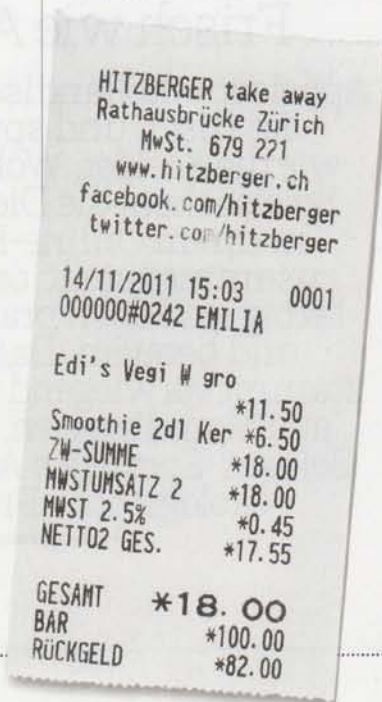 HITZBERGER take away
Rathausbrücke Zürich
MwSt. 679 221
www.hitzberger.ch
facebook.com/hitzberger
twitter.com/hitzberger
14/11/2011 15:03 0001
000000#0242 EMILIA
Edi's Vegi W gro
*11.50
Smoothie 2dl Ker *6.50
ZW-SUMME *18.00
MWSTUMSATZ 2 *18.00
MWST 2.5% *0.45
NETTO2 GES. *17.55
GESAMT *18.00
BAR *100.00
RÜCKGELD *82.00